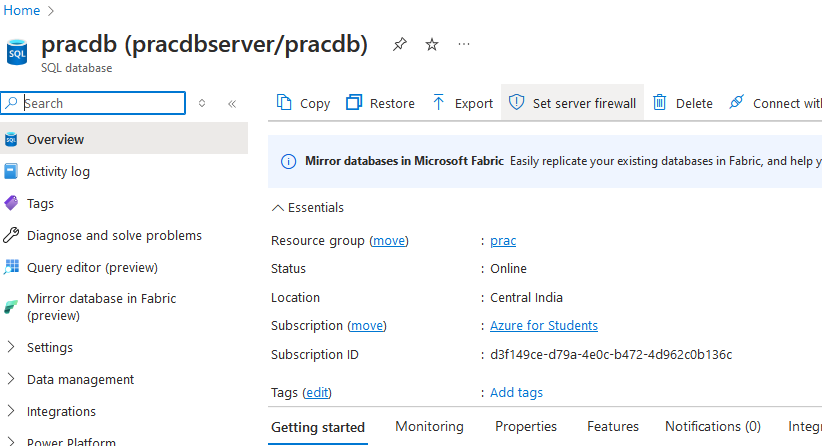 Home
pracdb (pracdbserver/pracdb)
SQL database
Search
Copy Restore Export Set server firewall Delete Connect with
Overview
Activity log
Tags
Diagnose and solve problems
Query editor (preview)
Mirror database in Fabric
(preview)
Settings
Data management
Integrations
Power Platform
Mirror databases in Microsoft Fabric Easily replicate your existing databases in Fabric, and help y
Essentials
Resource group (move) : prac
Status : Online
Location : Central India
Subscription (move) : Azure for Students
Subscription ID : d3f149ce-d79a-4e0c-b472-4d962c0b136c
Tags (edit) : Add tags
Getting started Monitoring Properties Features Notifications (0) Integ